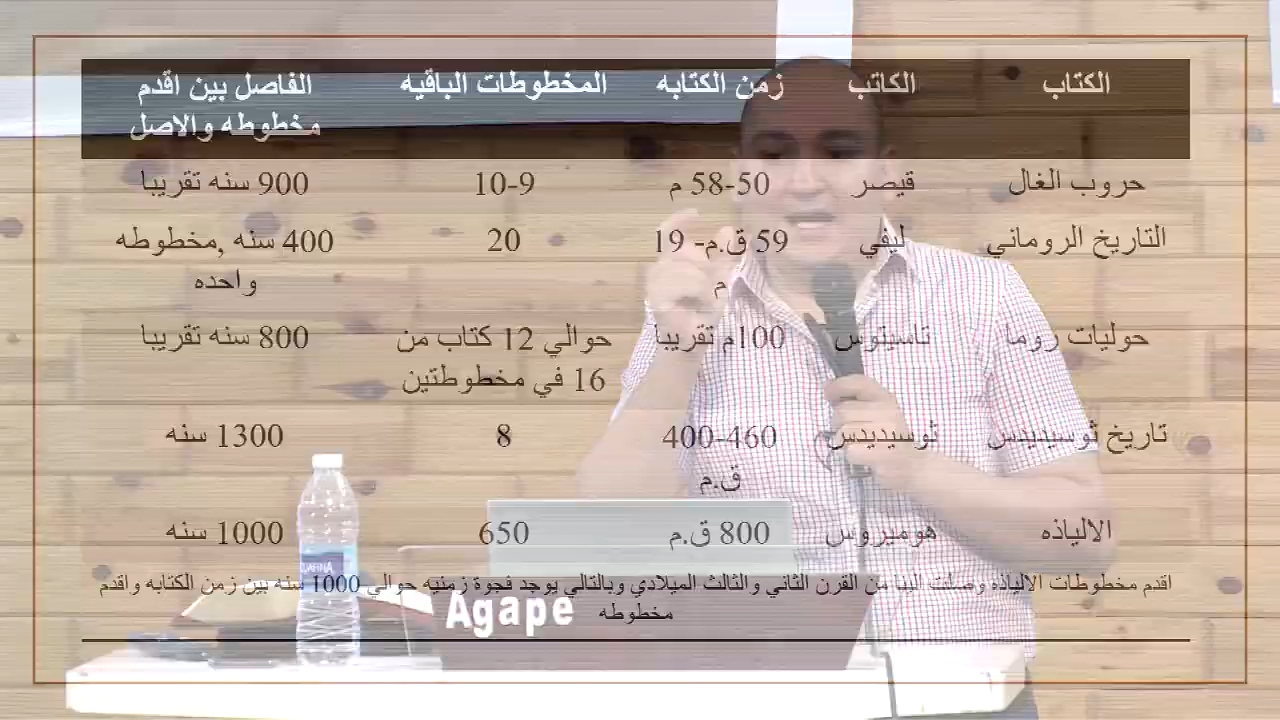 الكتاب الكاتب زمن الكتابه المخطوطات الباقيه الفاصل بين اقدم
مخطوطه والاصل
حروب الغال قيصر 50-58 م 9-10 900 سنه تقريبا
التاريخ الروماني ليفي 59 ق.م- 19 20 400 سنه ,مخطوطه
م واحده
حوليات روما تاسيتوس 100م تقريبا حوالي 12 كتاب من 800 سنه تقريبا
16 في مخطوطتين
تاريخ ثوسيديدس ثوسيديدس 460-400 8 1300 سنه
ق.م
الالياذه هوميروس 800 ق.م 650 1000 سنه
اقدم مخطوطات الالياذه وصلت الينا من القرن الثاني والثالث الميلادي وبالتالي يوجد فجوة زمنيه حوالي 1000 سنه بين زمن الكتابه واقدم
مخطوطه
Agape